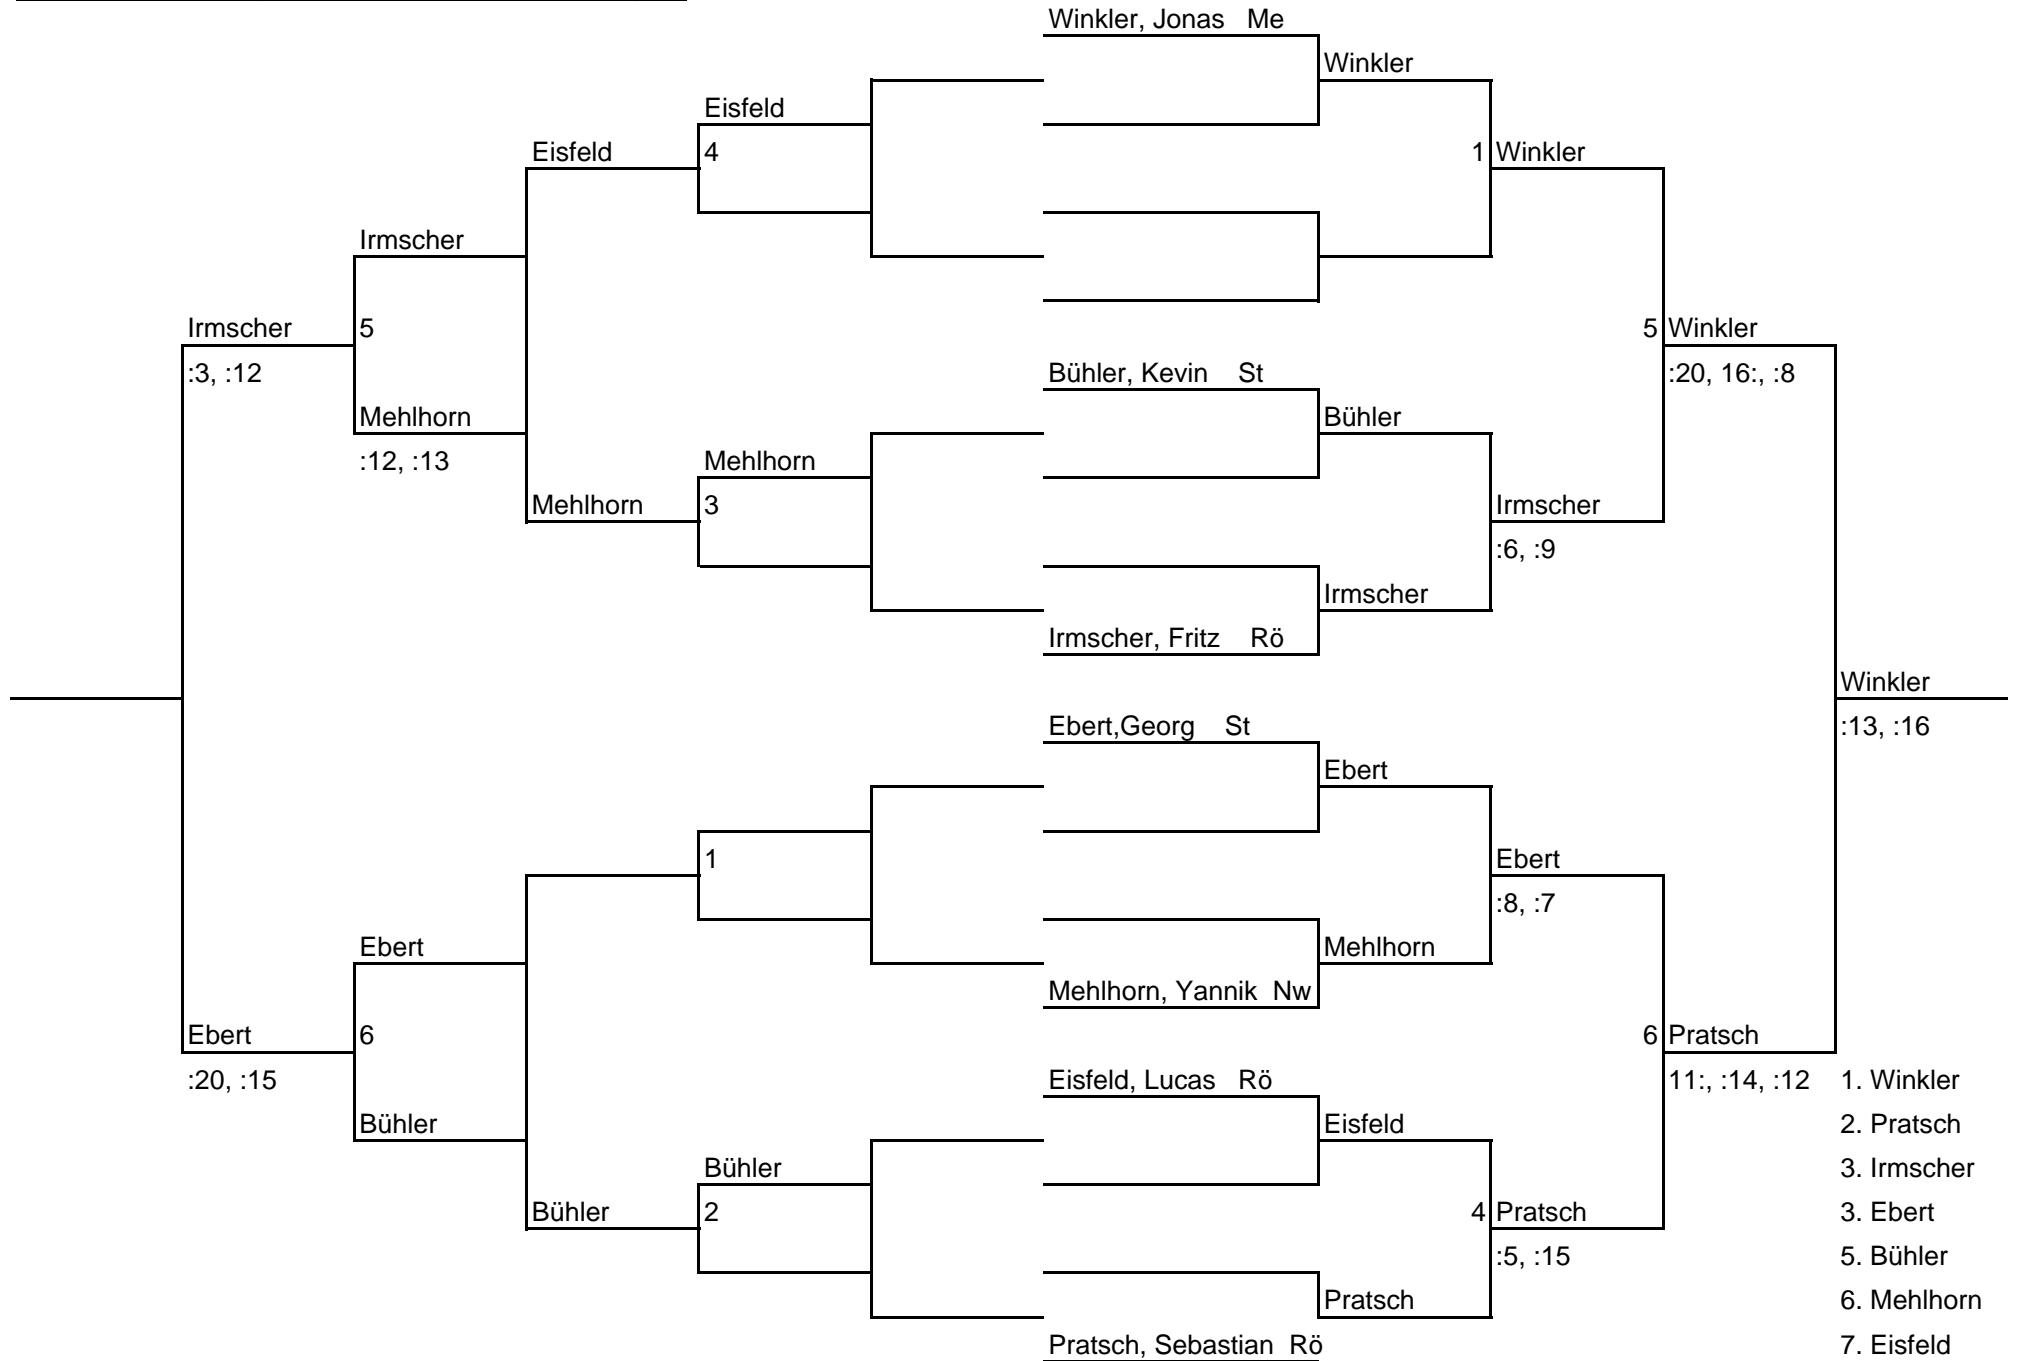 Winkler, Jonas Me
Winkler
Eisfeld
Eisfeld 4 1 Winkler
Irmscher
Irmscher 5 5 Winkler
:3, :12 Bühler, Kevin St :20, 16:, :8
Mehlhorn Bühler
:12, :13 Mehlhorn
Mehlhorn 3 Irmscher
:6, :9
Irmscher
Irmscher, Fritz Rö
Winkler
Ebert,Georg St :13, :16
Ebert
1 Ebert
:8, :7
Ebert Mehlhorn
Mehlhorn, Yannik Nw
Ebert 6 6 Pratsch
:20, :15 Eisfeld, Lucas Rö 11:, :14, :12 1. Winkler
Bühler Eisfeld 2. Pratsch
Bühler 3. Irmscher
Bühler 2 4 Pratsch 3. Ebert
:5, :15 5. Bühler
Pratsch 6. Mehlhorn
Pratsch, Sebastian Rö 7. Eisfeld